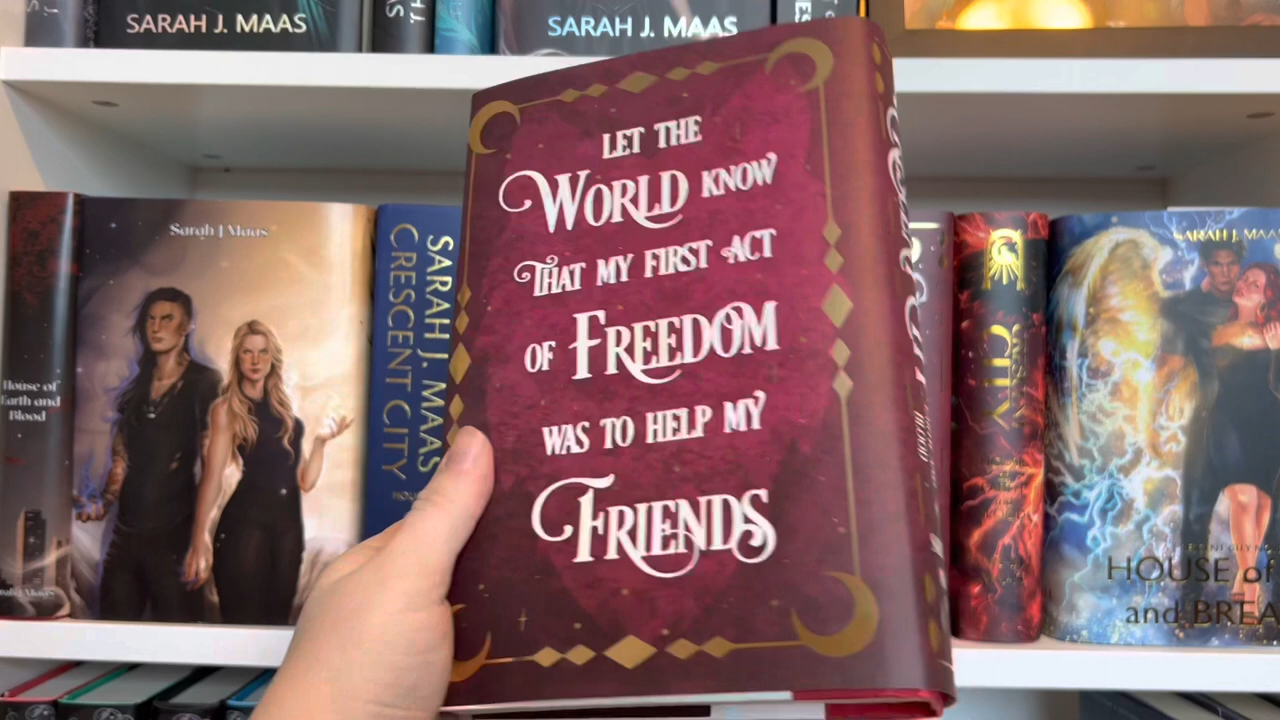 SARAH J. MAAS
SARAH J. MAAS
LET THE
WORLD KNOW
THAT MY FIRST ACT
OF FREEDOM
WAS TO HELP MY
FRIENDS
Sarah J Maas
House of
Earth and
Blood
SARAH J. MAAS
CRESCENT CITY
CITY
SARAH J. MAAS
HOUSE of
and BREA